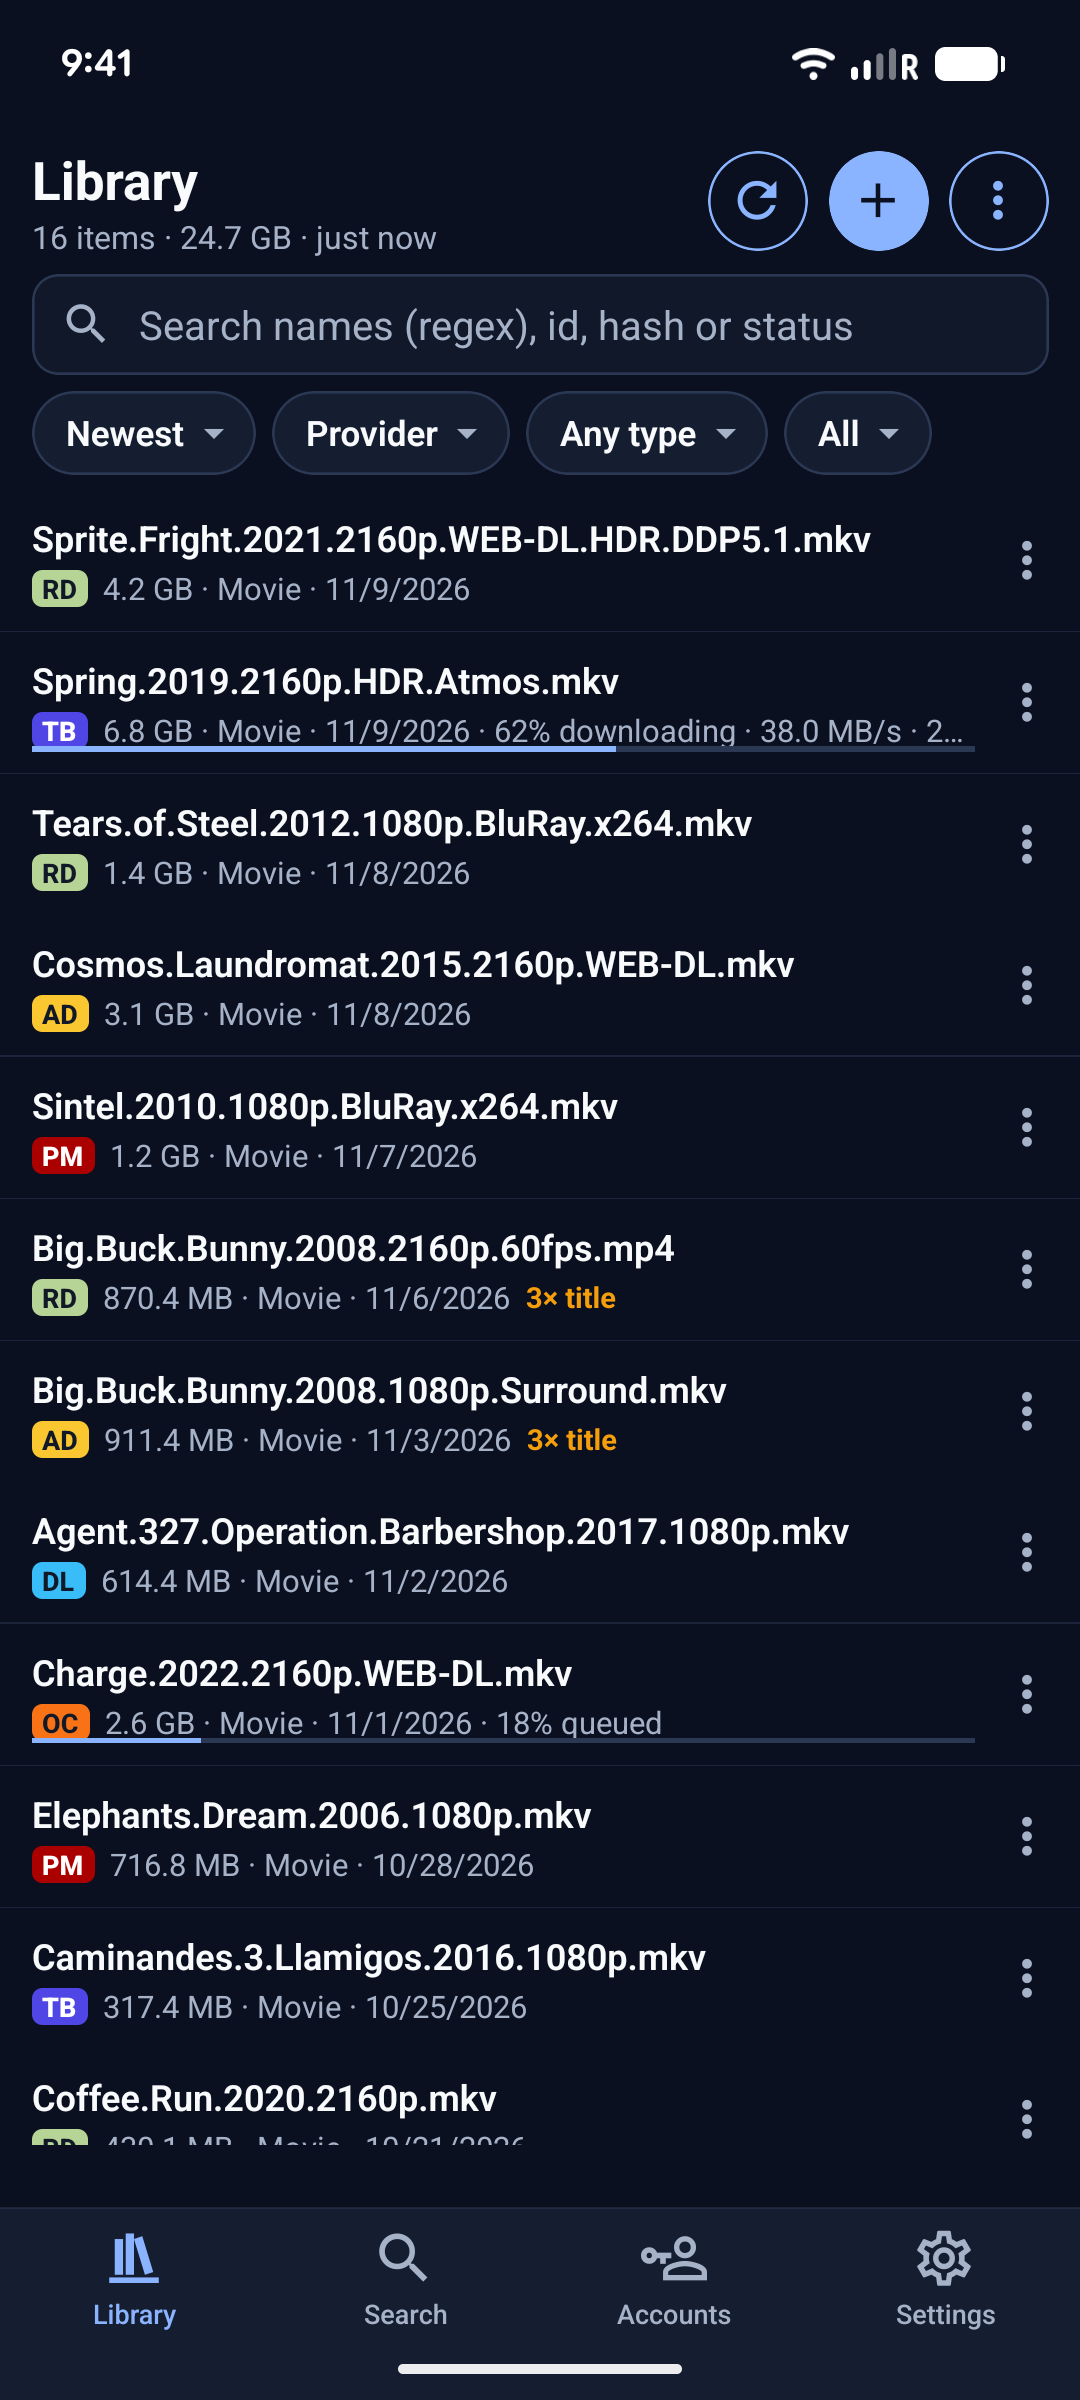 9:41
R
Library
16 items · 24.7 GB · just now
Search names (regex), id, hash or status
Newest Provider Any type All
Sprite.Fright.2021.2160p.WEB-DL.HDR.DDP5.1.mkv
RD 4.2 GB · Movie · 11/9/2026
Spring.2019.2160p.HDR.Atmos.mkv
TB 6.8 GB · Movie · 11/9/2026 · 62% downloading · 38.0 MB/s · 2…
Tears.of.Steel.2012.1080p.BluRay.x264.mkv
RD 1.4 GB · Movie · 11/8/2026
Cosmos.Laundromat.2015.2160p.WEB-DL.mkv
AD 3.1 GB · Movie · 11/8/2026
Sintel.2010.1080p.BluRay.x264.mkv
PM 1.2 GB · Movie · 11/7/2026
Big.Buck.Bunny.2008.2160p.60fps.mp4
RD 870.4 MB · Movie · 11/6/2026 3× title
Big.Buck.Bunny.2008.1080p.Surround.mkv
AD 911.4 MB · Movie · 11/3/2026 3× title
Agent.327.Operation.Barbershop.2017.1080p.mkv
DL 614.4 MB · Movie · 11/2/2026
Charge.2022.2160p.WEB-DL.mkv
OC 2.6 GB · Movie · 11/1/2026 · 18% queued
Elephants.Dream.2006.1080p.mkv
PM 716.8 MB · Movie · 10/28/2026
Caminandes.3.Llamigos.2016.1080p.mkv
TB 317.4 MB · Movie · 10/25/2026
Coffee.Run.2020.2160p.mkv
RD MB · Movie · 10/21/2026
Library Search Accounts Settings